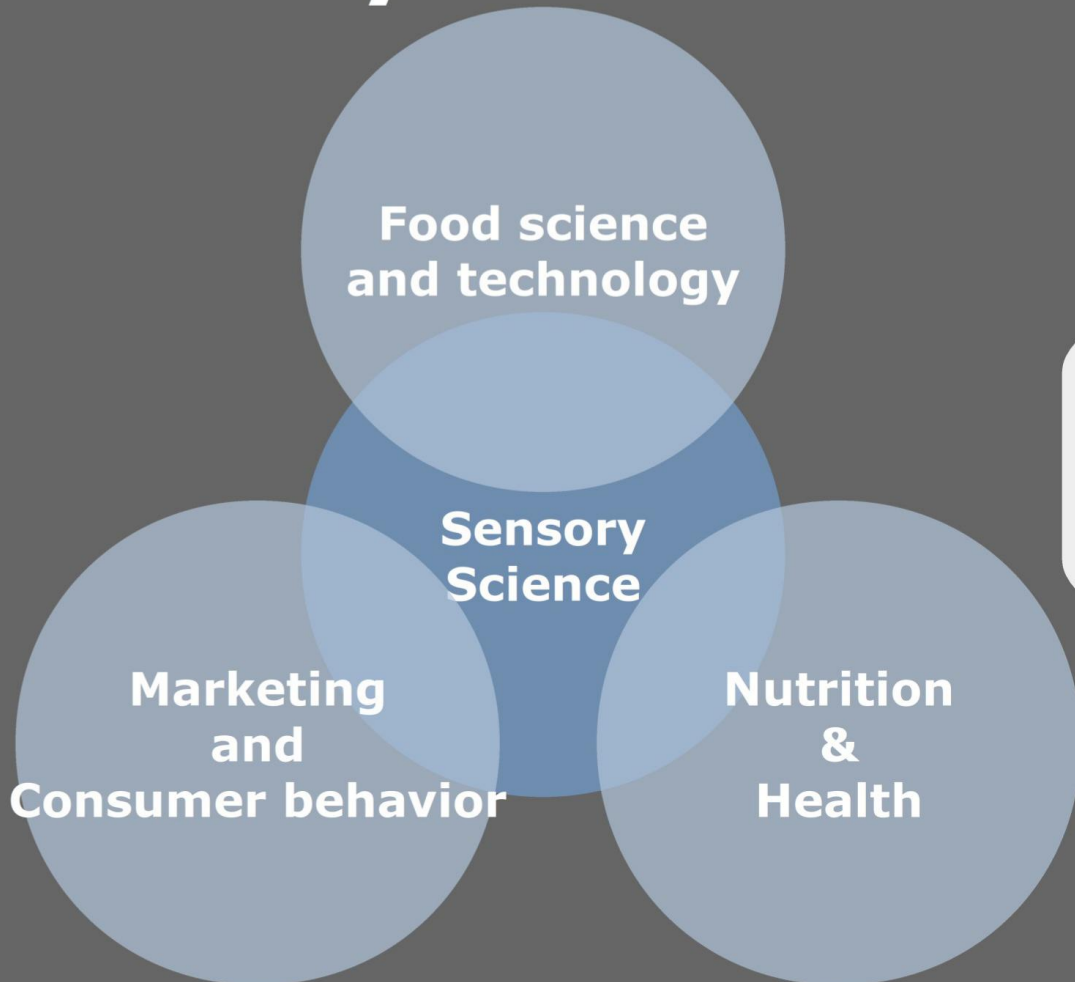 Food science
and technology
Sensory
Science
Marketing
and
Consumer behavior
Nutrition
&
Health